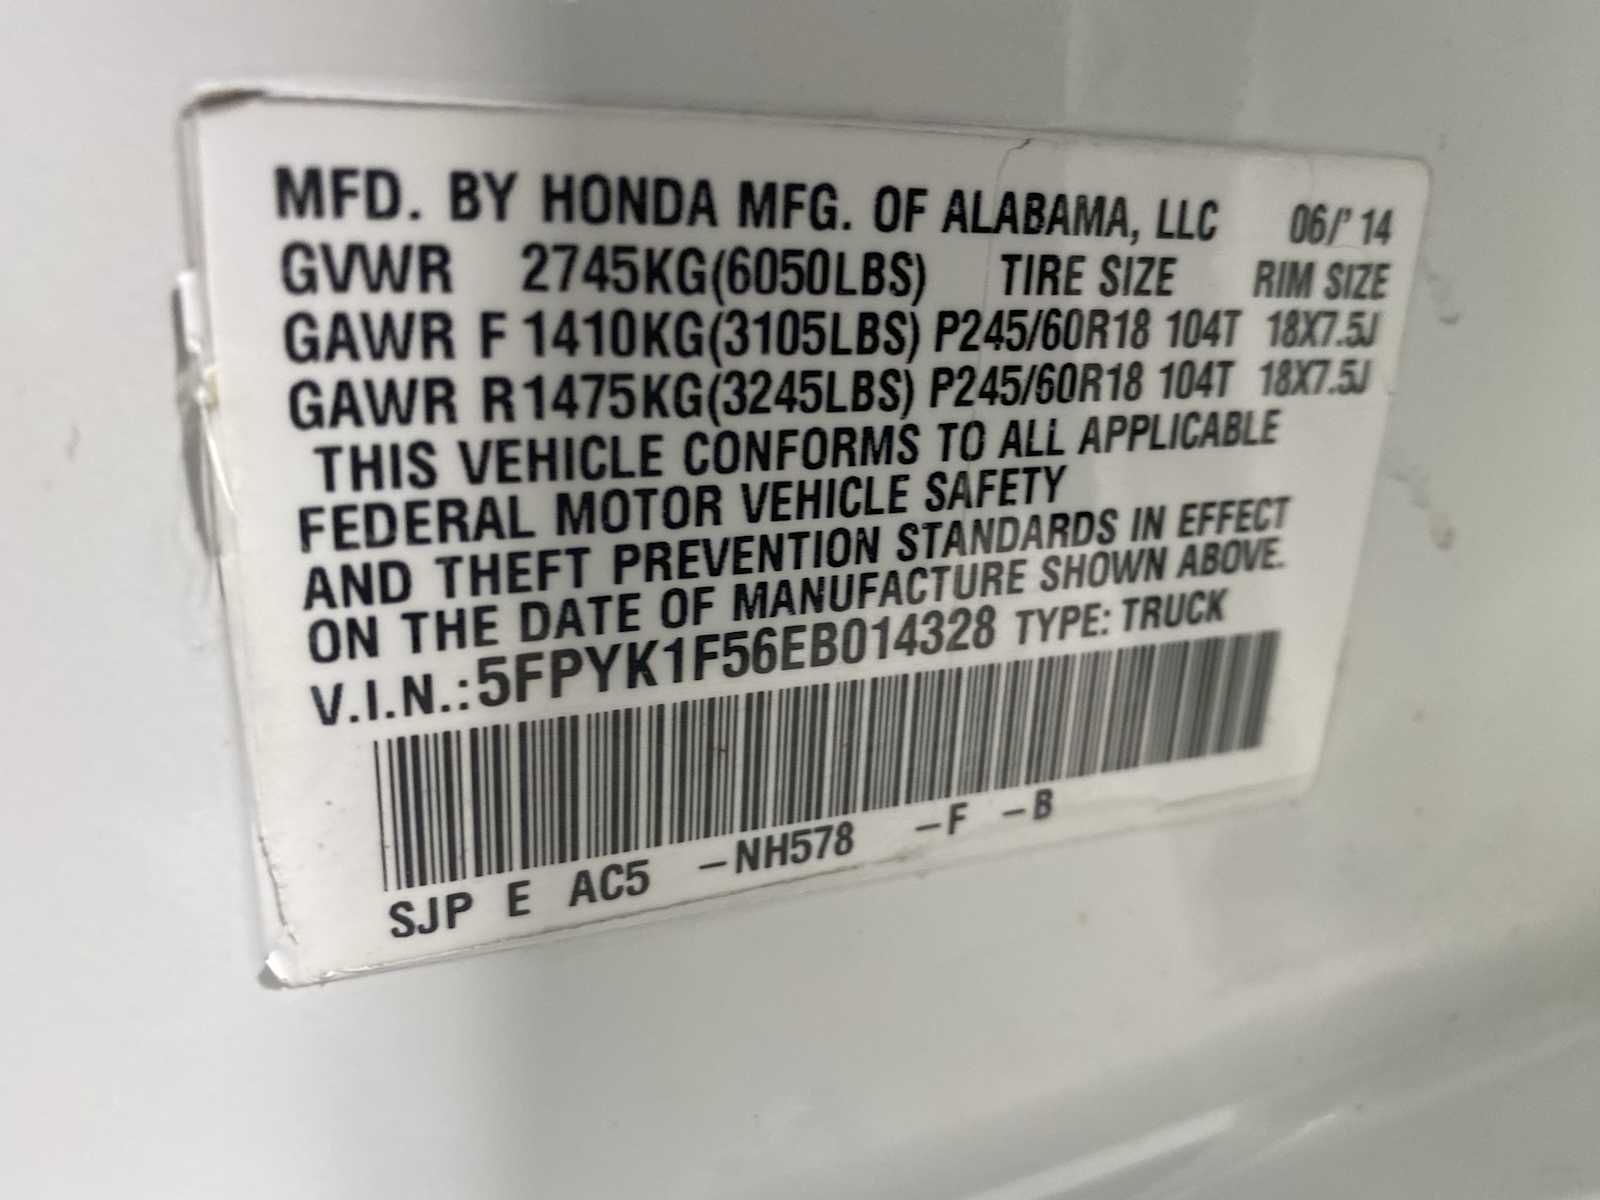 MFD. BY HONDA MFG. OF ALABAMA, LLC 06/'14
GVWR 2745KG(6050LBS) TIRE SIZE RIM SIZE
GAWR F 1410KG(3105LBS) P245/60R18 104T 18X7.5J
GAWR R 1475KG(3245LBS) P245/60R18 104T 18X7.5J
THIS VEHICLE CONFORMS TO ALL APPLICABLE
FEDERAL MOTOR VEHICLE SAFETY
AND THEFT PREVENTION STANDARDS IN EFFECT
ON THE DATE OF MANUFACTURE SHOWN ABOVE.
V.I.N.: 5FPYK1F56EB014328 TYPE: TRUCK
SJP E AC5 –NH578 –F –B